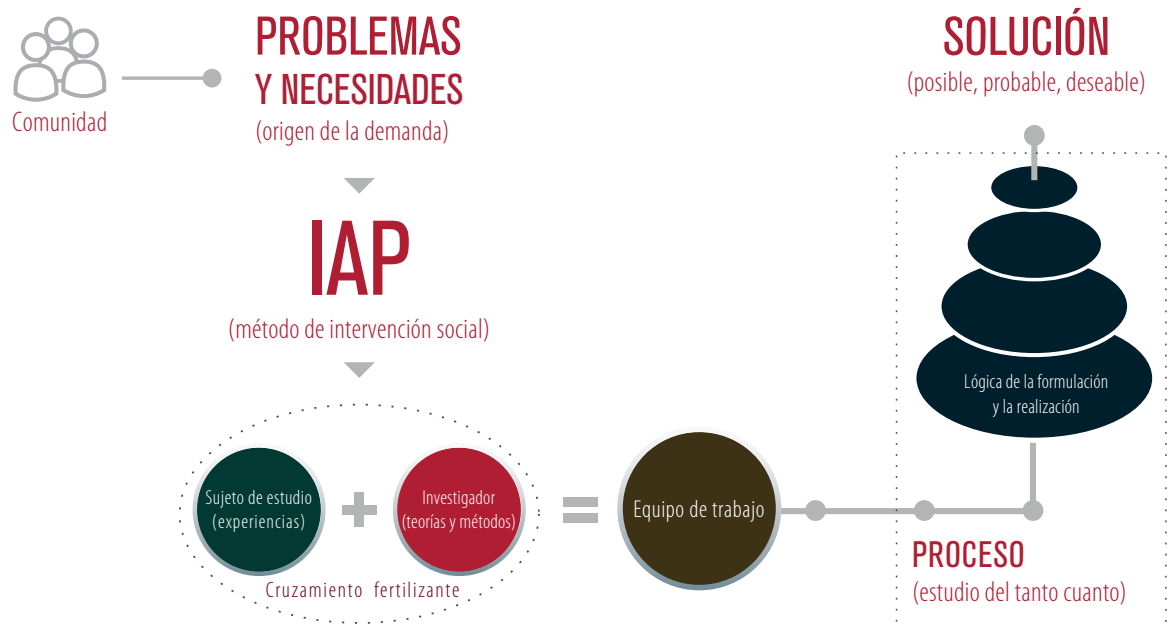 Comunidad
PROBLEMAS
Y NECESIDADES
(origen de la demanda)
IAP
(método de intervención social)
Sujeto de estudio
(experiencias)
+
Investigador
(teorías y métodos)
Cruzamiento fertilizante
=
Equipo de trabajo
PROCESO
(estudio del tanto cuanto)
Lógica de la formulación
y la realización
SOLUCIÓN
(posible, probable, deseable)